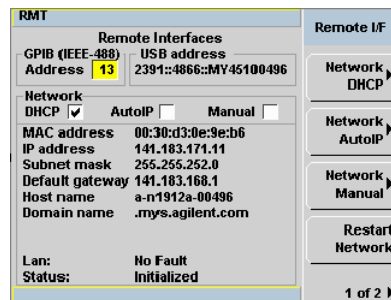 RMT
Remote Interfaces
GPIB (IEEE-488)
Address 13
USB address
2391::4866::MY45100496
Network
DHCP AutoIP Manual
MAC address 00:30:d3:0e:9e:b6
IP address 141.183.171.11
Subnet mask 255.255.252.0
Default gateway 141.183.168.1
Host name a-n1912a-00496
Domain name .mys.agilent.com
Lan: No Fault
Status: Initialized
Remote I/F
Network
DHCP
Network
AutoIP
Network
Manual
Restart
Network
1 of 2